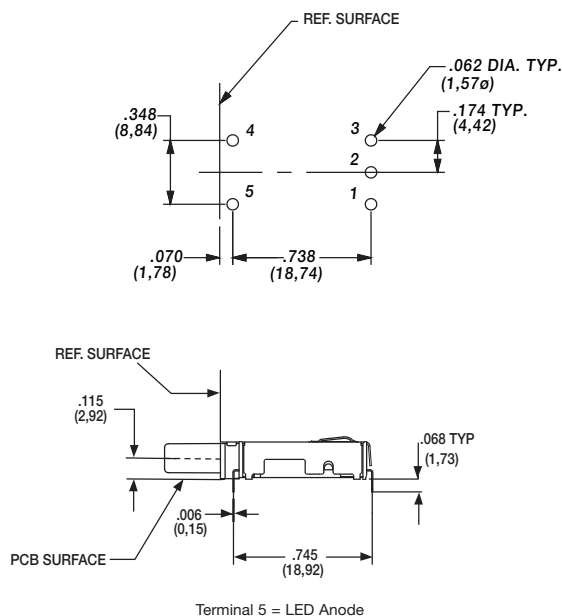 REF. SURFACE
.062 DIA. TYP.
(1,57ø)
.348
(8,84)
.174 TYP.
(4,42)
4
3
2
5
1
.070
(1,78)
.738
(18,74)
REF. SURFACE
.115
(2,92)
.068 TYP
(1,73)
.006
(0,15)
PCB SURFACE
.745
(18,92)
Terminal 5 = LED Anode